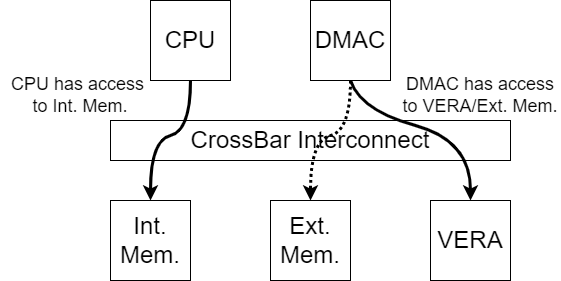 CPU
DMAC
CPU has access
to Int. Mem.
DMAC has access
to VERA/Ext. Mem.
CrossBar Interconnect
Int.
Mem.
Ext.
Mem.
VERA